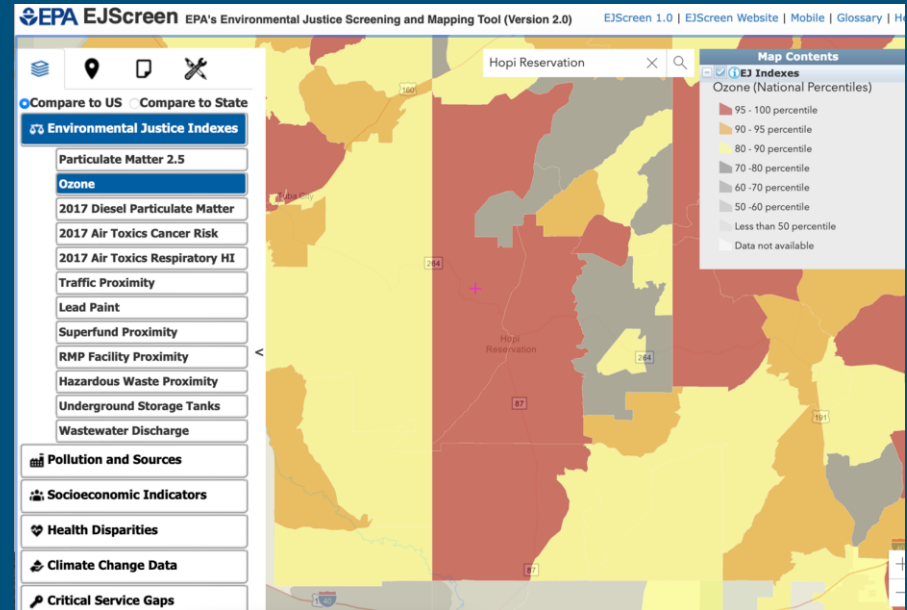 EPA EJScreen EPA's Environmental Justice Screening and Mapping Tool (Version 2.0)
EJScreen 1.0 | EJScreen Website | Mobile | Glossary | He
Hopi Reservation
Compare to US Compare to State
Environmental Justice Indexes
Particulate Matter 2.5
Ozone
2017 Diesel Particulate Matter
2017 Air Toxics Cancer Risk
2017 Air Toxics Respiratory HI
Traffic Proximity
Lead Paint
Superfund Proximity
RMP Facility Proximity
Hazardous Waste Proximity
Underground Storage Tanks
Wastewater Discharge
Pollution and Sources
Socioeconomic Indicators
Health Disparities
Climate Change Data
Critical Service Gaps
<
Map Contents
EJ Indexes
Ozone (National Percentiles)
95 - 100 percentile
90 - 95 percentile
80 - 90 percentile
70 -80 percentile
60 -70 percentile
50 -60 percentile
Less than 50 percentile
Data not available
160
Tuba City
264
Hopi
Reservation
264
87
191
87
40